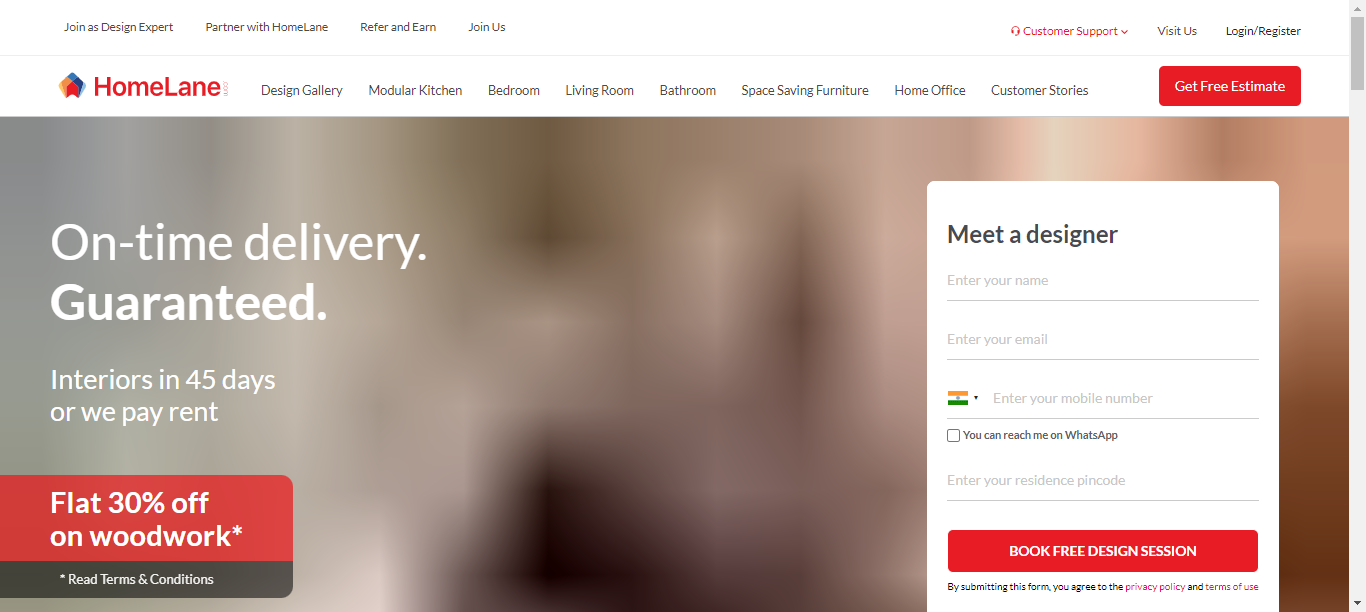 Join as Design Expert
Partner with HomeLane
Refer and Earn
Join Us
Customer Support
Visit Us
Login/Register
HomeLane
Design Gallery
Modular Kitchen
Bedroom
Living Room
Bathroom
Space Saving Furniture
Home Office
Customer Stories
Get Free Estimate
On-time delivery.
Guaranteed.
Interiors in 45 days
or we pay rent
Flat 30% off
on woodwork*
* Read Terms & Conditions
Meet a designer
Enter your name
Enter your email
Enter your mobile number
You can reach me on WhatsApp
Enter your residence pincode
BOOK FREE DESIGN SESSION
By submitting this form, you agree to the privacy policy and terms of use